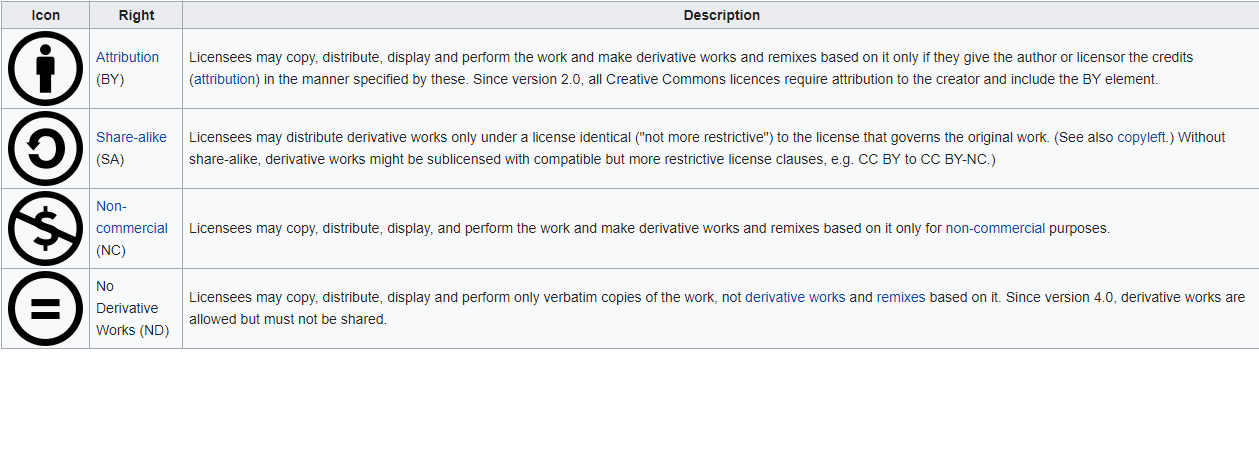 Icon Right Description
Attribution
(BY)
Licensees may copy, distribute, display and perform the work and make derivative works and remixes based on it only if they give the author or licensor the credits
(attribution) in the manner specified by these. Since version 2.0, all Creative Commons licences require attribution to the creator and include the BY element.
Share-alike
(SA)
Licensees may distribute derivative works only under a license identical ("not more restrictive") to the license that governs the original work. (See also copyleft.) Without
share-alike, derivative works might be sublicensed with compatible but more restrictive license clauses, e.g. CC BY to CC BY-NC.)
Non-
commercial
(NC)
Licensees may copy, distribute, display, and perform the work and make derivative works and remixes based on it only for non-commercial purposes.
No
Derivative
Works (ND)
Licensees may copy, distribute, display and perform only verbatim copies of the work, not derivative works and remixes based on it. Since version 4.0, derivative works are
allowed but must not be shared.